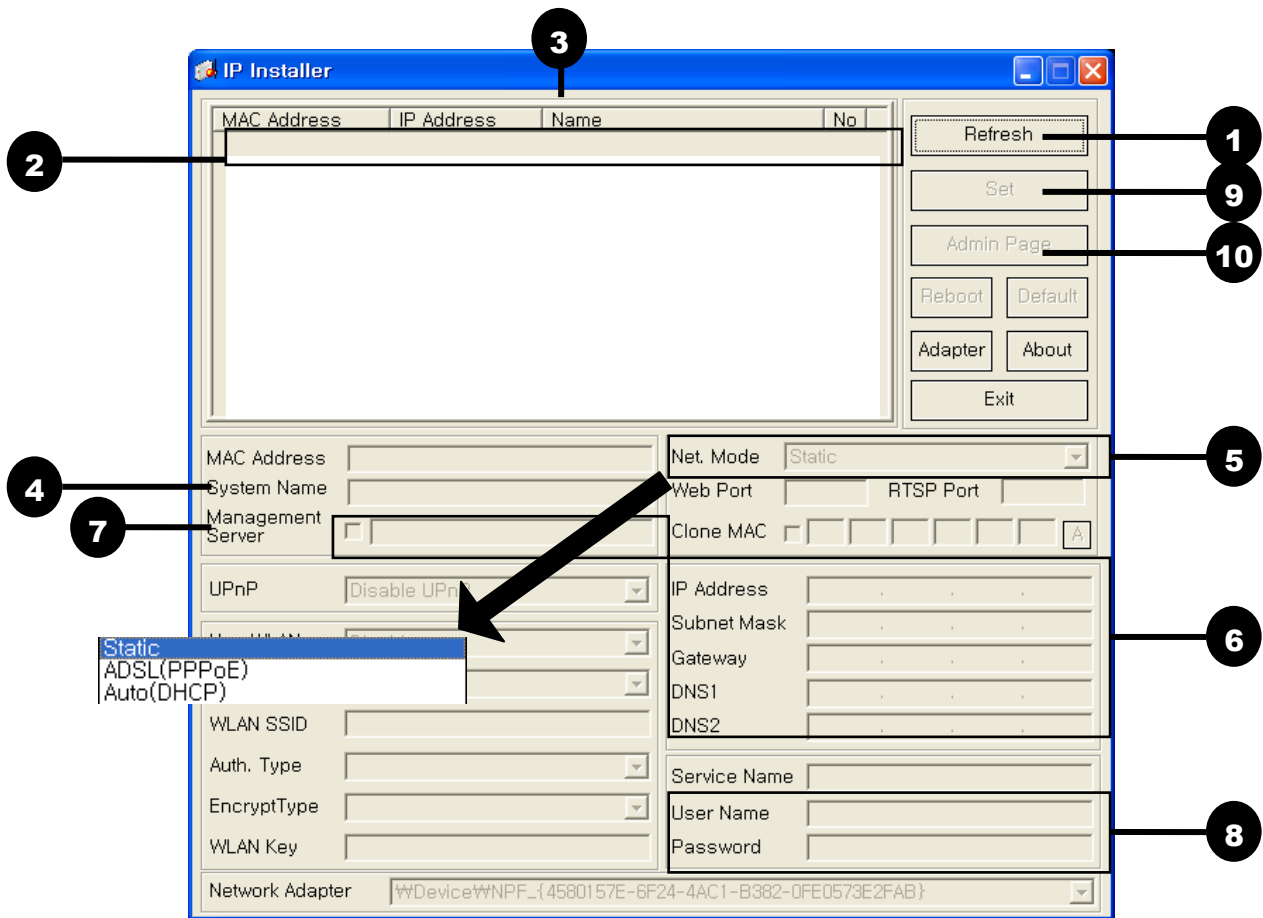 3
IP Installer
MAC Address IP Address Name No
Refresh
1
2
Set
9
Admin Page
10
Reboot Default
Adapter About
Exit
MAC Address
Net. Mode Static
5
4
System Name
Web Port RTSP Port
7
Management
Server
Clone MAC A
UPnP Disable UPnP
IP Address
Subnet Mask
6
Static
ADSL(PPPoE)
Auto(DHCP)
Gateway
DNS1
WLAN SSID
DNS2
Auth. Type
Service Name
EncryptType
User Name
8
WLAN Key
Password
Network Adapter ₩Device₩NPF_{4580157E-6F24-4AC1-B382-0FE0573E2FAB}